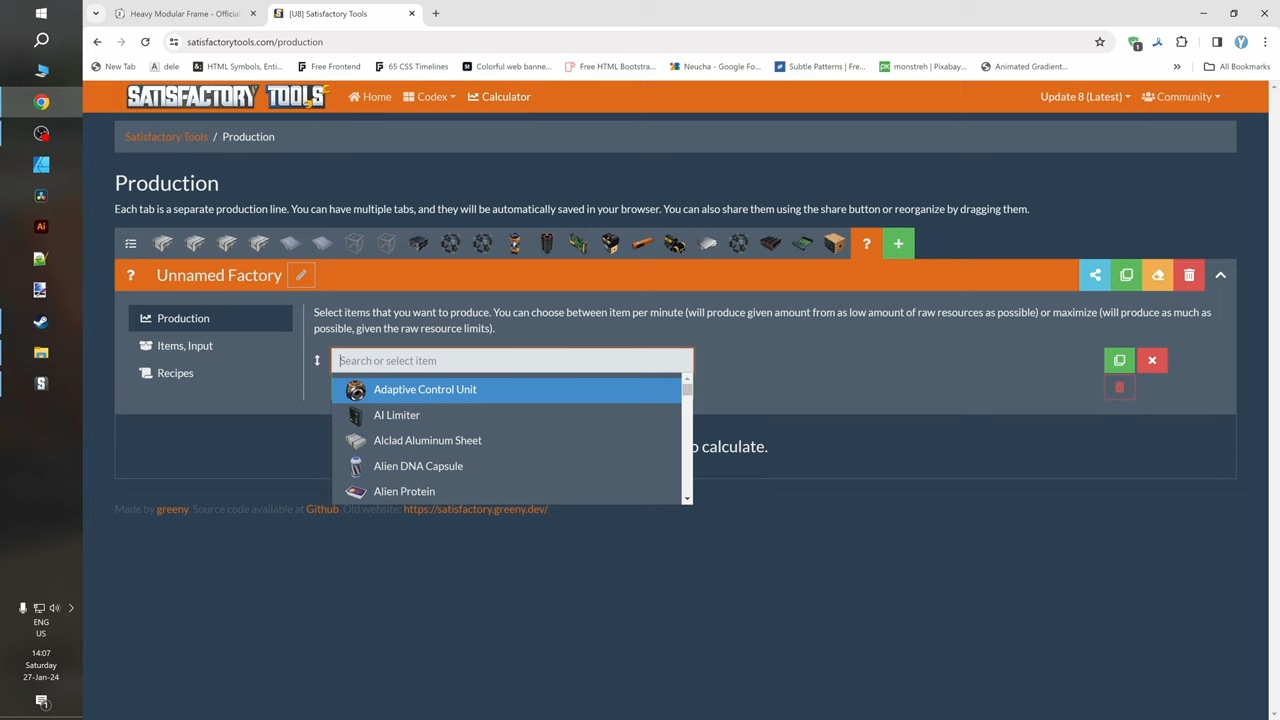 Heavy Modular Frame - Official
[U8] Satisfactory Tools
satisfactorytools.com/production
New Tab
dele
HTML Symbols, Enti...
Free Frontend
65 CSS Timelines
Colorful web banne...
Free HTML Bootstra...
Neucha - Google Fo...
Subtle Patterns | Fre...
monstreh | Pixabay...
Animated Gradient...
All Bookmarks
SATISFACTORY TOOLS
Home
Codex
Calculator
Update 8 (Latest)
Community
Satisfactory Tools / Production
Production
Each tab is a separate production line. You can have multiple tabs, and they will be automatically saved in your browser. You can also share them using the share button or reorganize by dragging them.
? +
? Unnamed Factory
Production
Items, Input
Recipes
Select items that you want to produce. You can choose between item per minute (will produce given amount from as low amount of raw resources as possible) or maximize (will produce as much as
possible, given the raw resource limits).
Search or select item
Adaptive Control Unit
AI Limiter
Alclad Aluminum Sheet
Alien DNA Capsule
Alien Protein
o calculate.
Made by greeny. Source code available at Github. Old website: https://satisfactory.greeny.dev/
ENG
US
14:07
Saturday
27-Jan-24